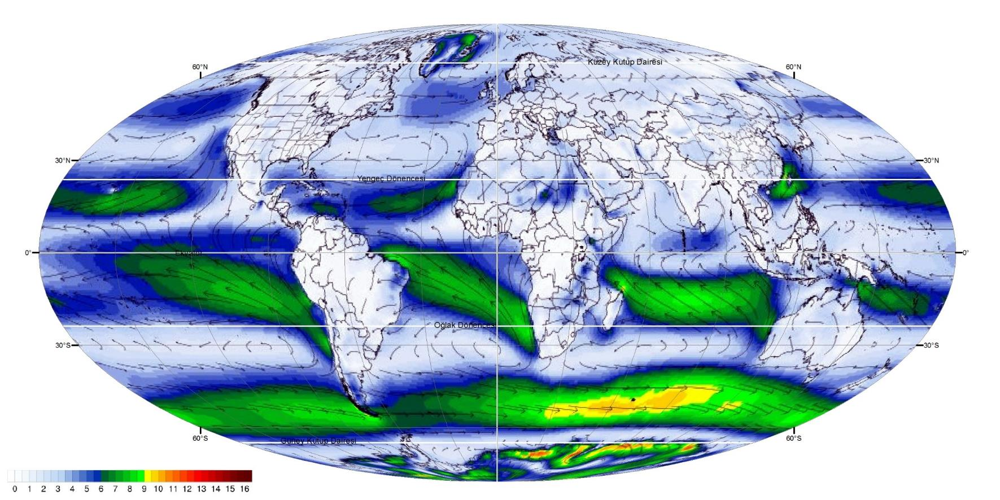 Kuzey Kutup Dairesi
60°N
60°N
30°N
30°N
Yengeç Dönencesi
0°
Ekvator
0°
Oğlak Dönencesi
30°S
30°S
60°S
60°S
Güney Kutup Dairesi
0 1 2 3 4 5 6 7 8 9 10 11 12 13 14 15 16